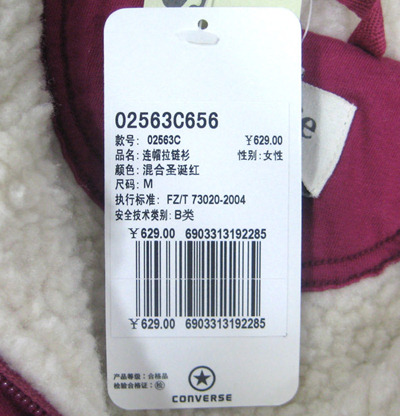 02563C656
款号: 02563C ￥629.00
品名: 连帽拉链衫 性别: 女性
颜色: 混合圣诞红
尺码: M
执行标准: FZ/T 73020-2004
安全技术类别: B类
￥629.00 6903313192285
￥629.00 6903313192285
产品等级: 合格品
检验合格证:
CONVERSE